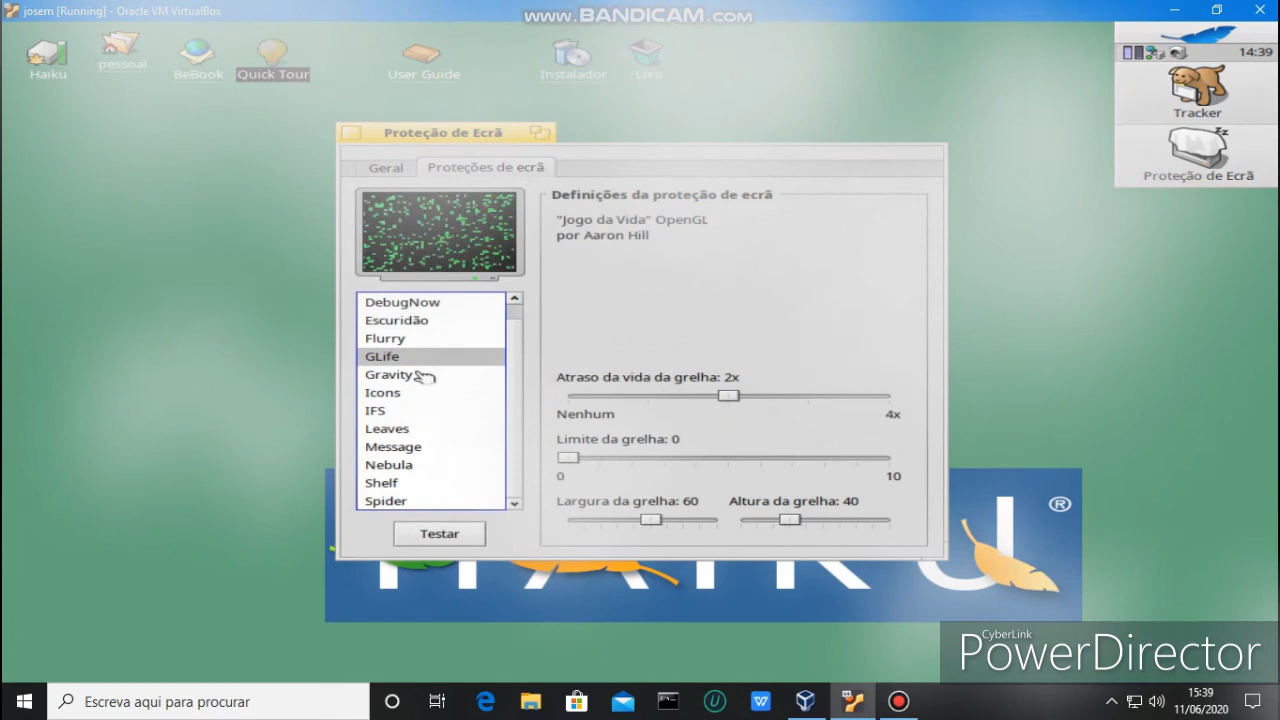 josem [Running] - Oracle VM VirtualBox
www.BANDICAM.com
Haiku
pessoal
BeBook
Quick Tour
User Guide
Instalador
Lixo
14:39
Tracker
Proteção de Ecrã
Proteção de Ecrã
Geral
Proteções de ecrã
Definições da proteção de ecrã
"Jogo da Vida" OpenGL
por Aaron Hill
DebugNow
Escuridão
Flurry
GLife
Gravity
Icons
IFS
Leaves
Message
Nebula
Shelf
Spider
Testar
Atraso da vida da grelha: 2x
Nenhum
4x
Limite da grelha: 0
0
10
Largura da grelha: 60
Altura da grelha: 40
HAIKU
®
CyberLink
PowerDirector
Escreva aqui para procurar
15:39
11/06/2020